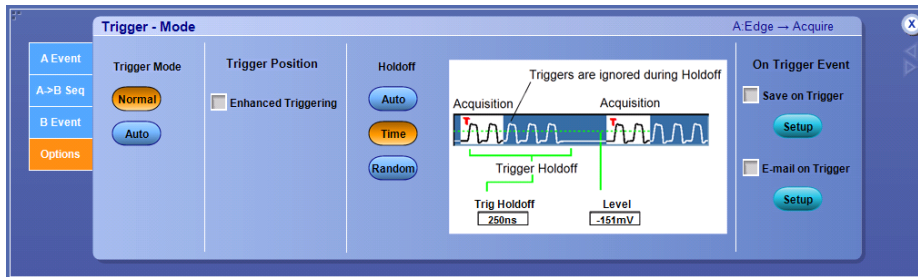 Trigger - Mode
A:Edge → Acquire
X
A Event
A->B Seq
B Event
Options
Trigger Mode
Normal
Auto
Trigger Position
Enhanced Triggering
Holdoff
Auto
Time
Random
Triggers are ignored during Holdoff
Acquisition Acquisition
T T
Trigger Holdoff
Trig Holdoff
250ns
Level
-151mV
On Trigger Event
Save on Trigger
Setup
E-mail on Trigger
Setup